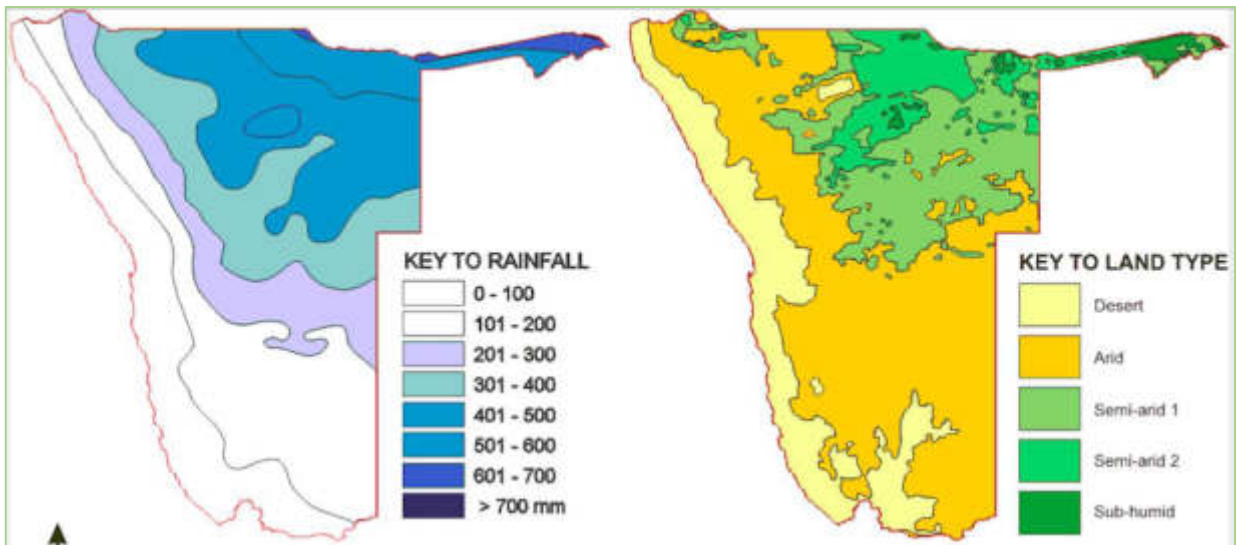 KEY TO RAINFALL
0 - 100
101 - 200
201 - 300
301 - 400
401 - 500
501 - 600
601 - 700
> 700 mm
KEY TO LAND TYPE
Desert
Arid
Semi-arid 1
Semi-arid 2
Sub-humid